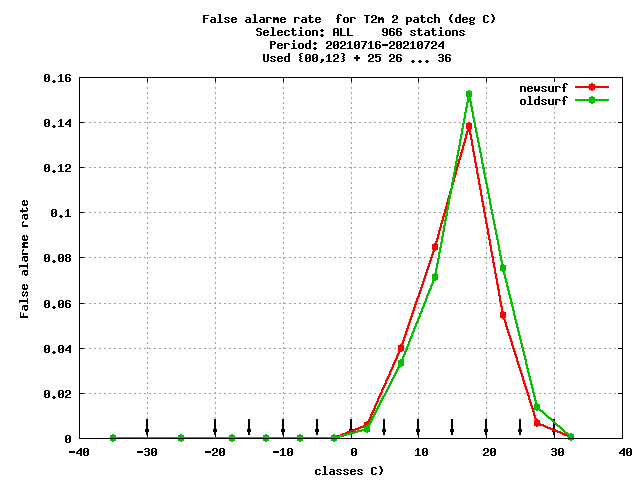 False alarme rate  for T2m 2 patch (deg C)
Selection: ALL    966 stations
Period: 20210716-20210724
Used {00,12} + 25 26 ... 36
newsurf
oldsurf
False alarme rate
0.16
0.14
0.12
0.1
0.08
0.06
0.04
0.02
0
-40 -30 -20 -10 0 10 20 30 40
classes C)